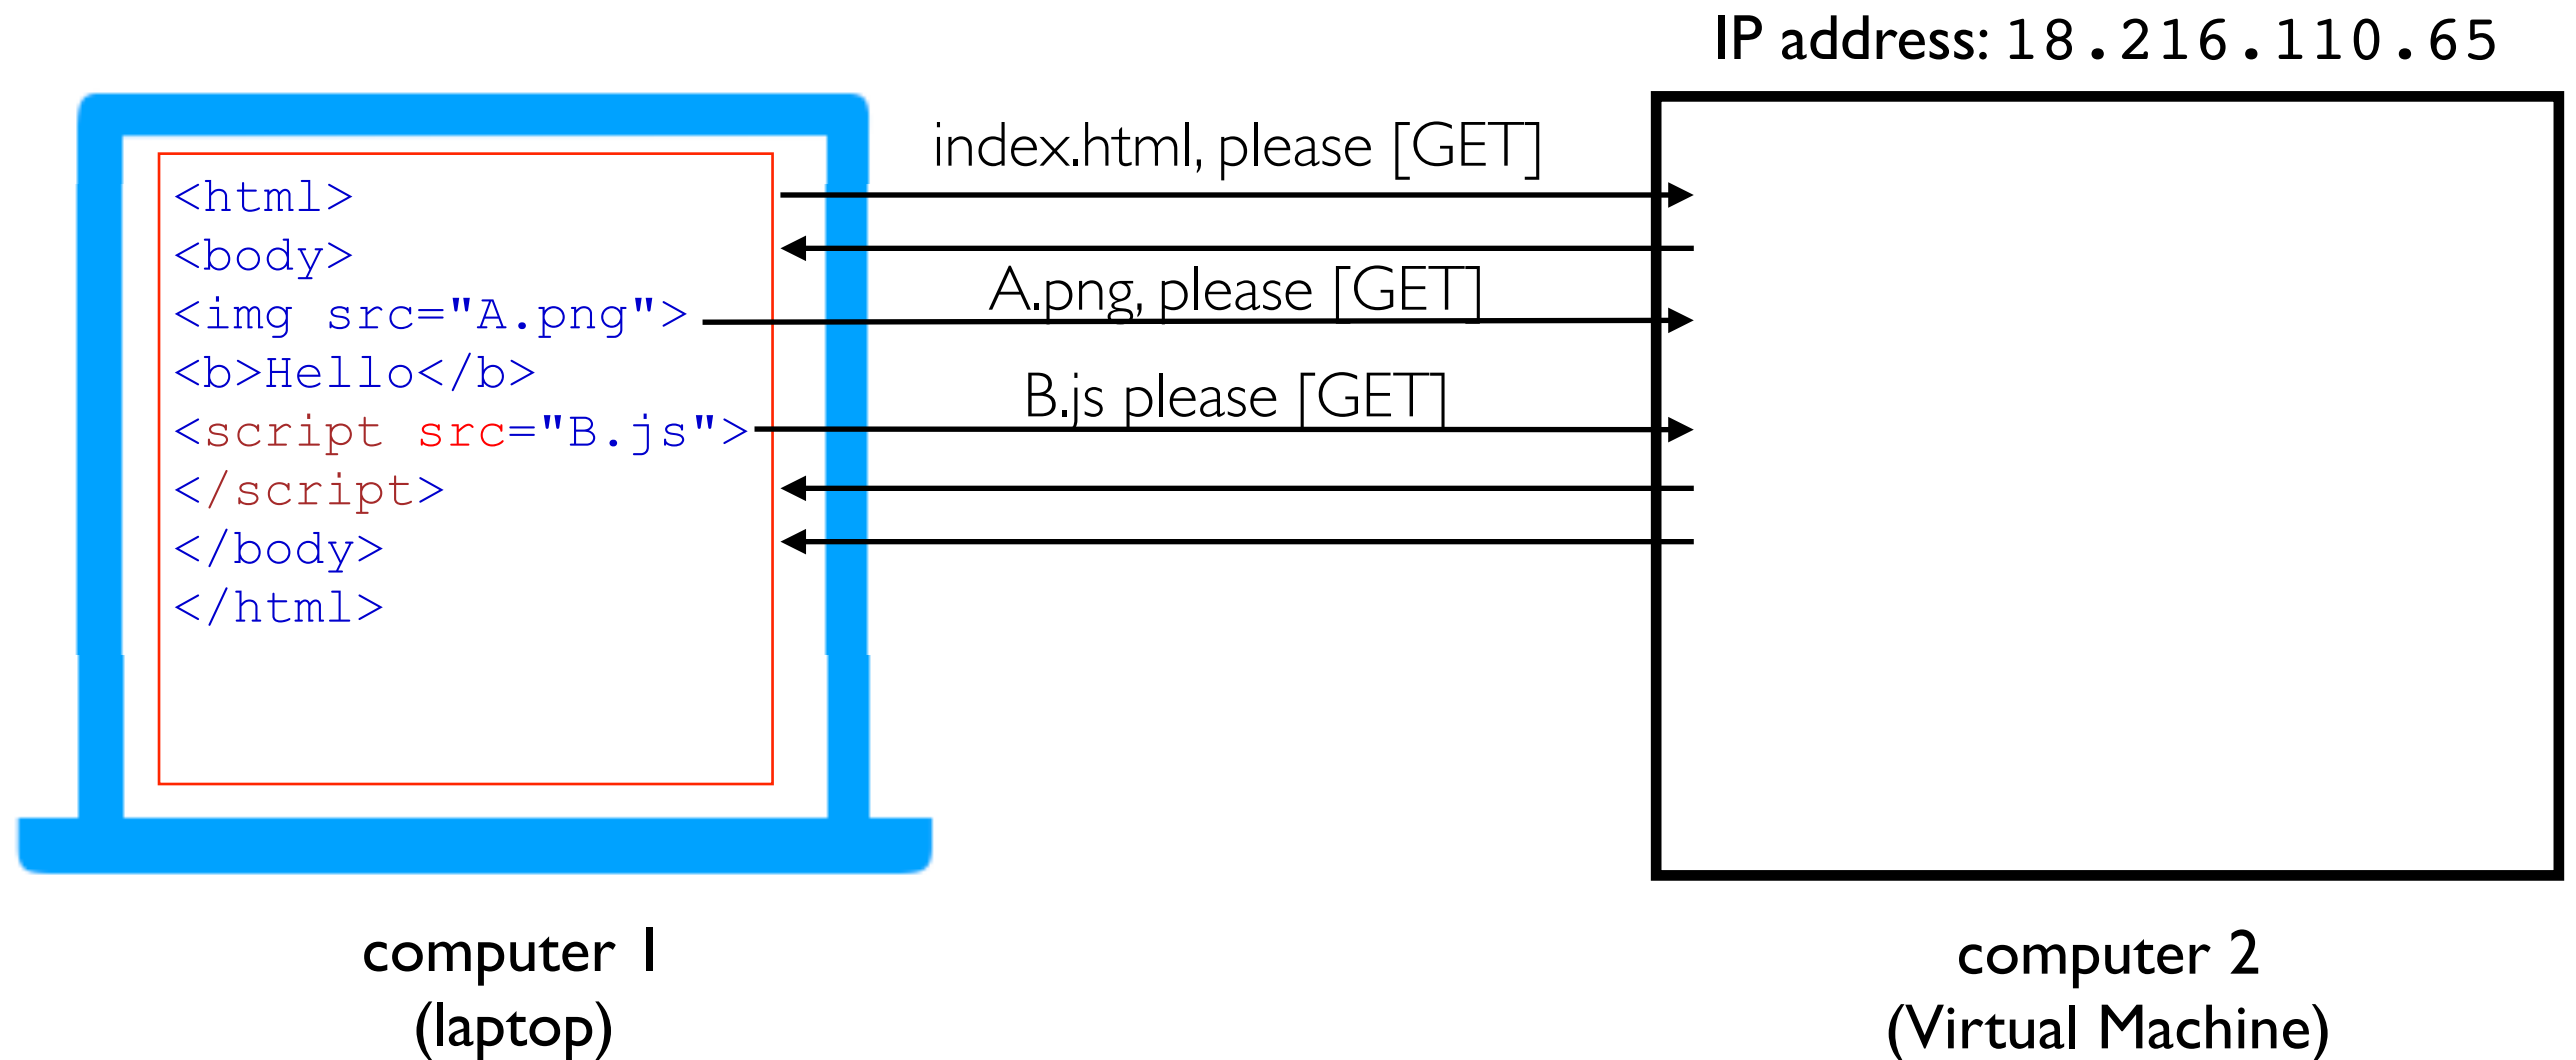 IP address: 18.216.110.65
index.html, please [GET]
<html>
<body>
A.png, please [GET]
<img src="A.png">
<b>Hello</b>
B.js please [GET]
<script src="B.js">
</script>
</body>
</html>
computer 1
(laptop)
computer 2
(Virtual Machine)